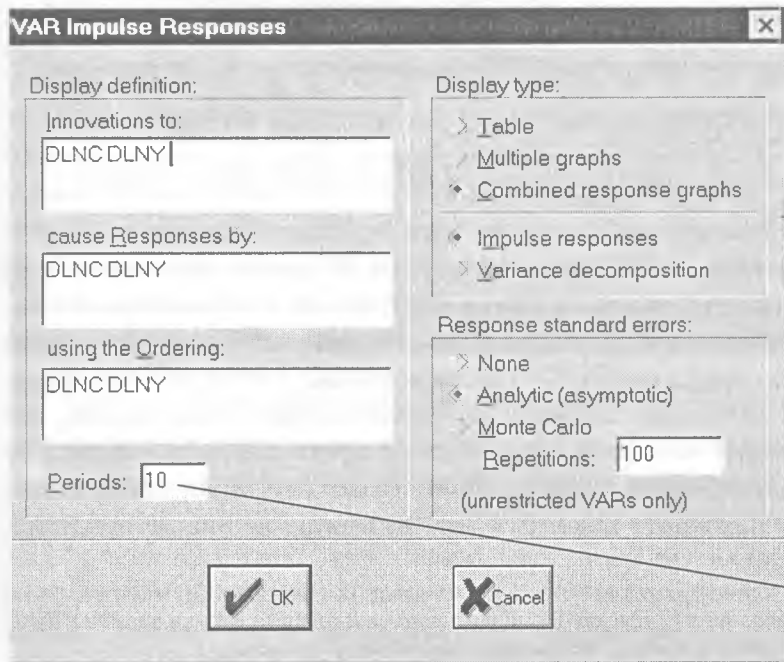 VAR Impulse Responses
Display definition:
Innovations to:
DLNC DLNY
cause Responses by:
DLNC DLNY
using the Ordering:
DLNC DLNY
Periods: 10
Display type:
Table
Multiple graphs
Combined response graphs
Impulse responses
Variance decomposition
Response standard errors:
None
Analytic (asymptotic)
Monte Carlo
Repetitions: 100
(unrestricted VARs only)
OK
Cancel